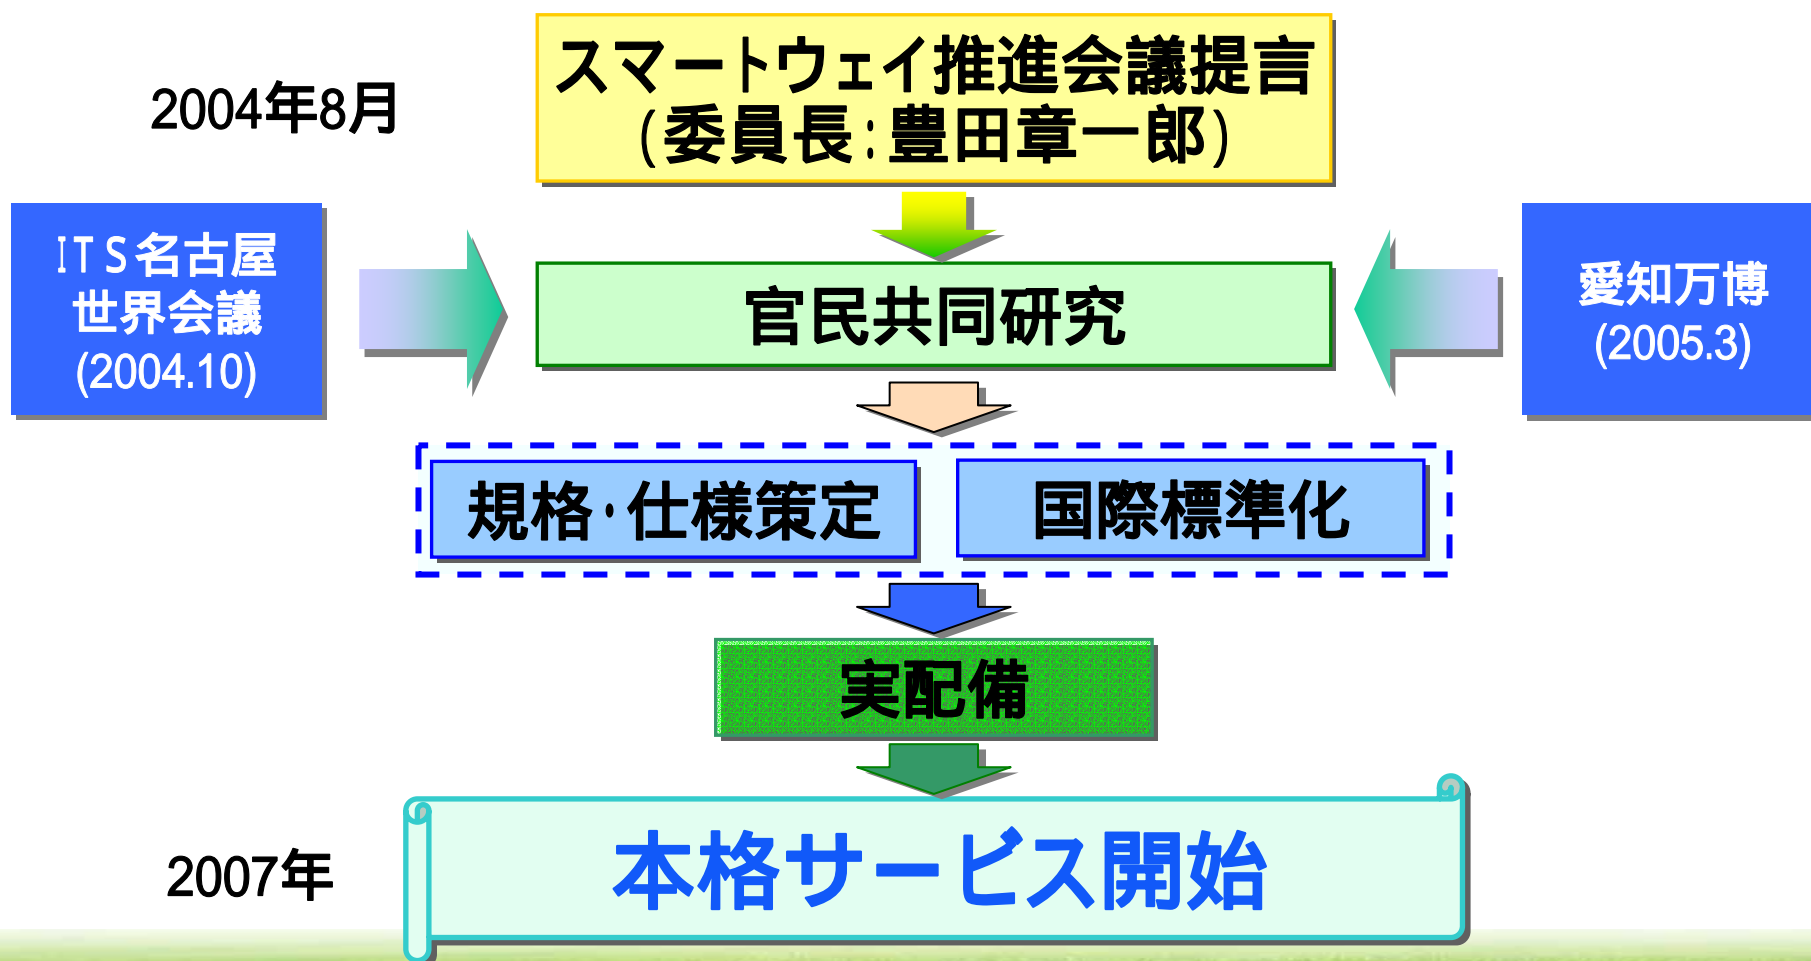 2004年8月
スマートウェイ推進会議提言
(委員長:豊田章一郎)
ITS名古屋
世界会議
(2004.10)
官民共同研究
愛知万博
(2005.3)
規格・仕様策定
国際標準化
実配備
2007年
本格サービス開始